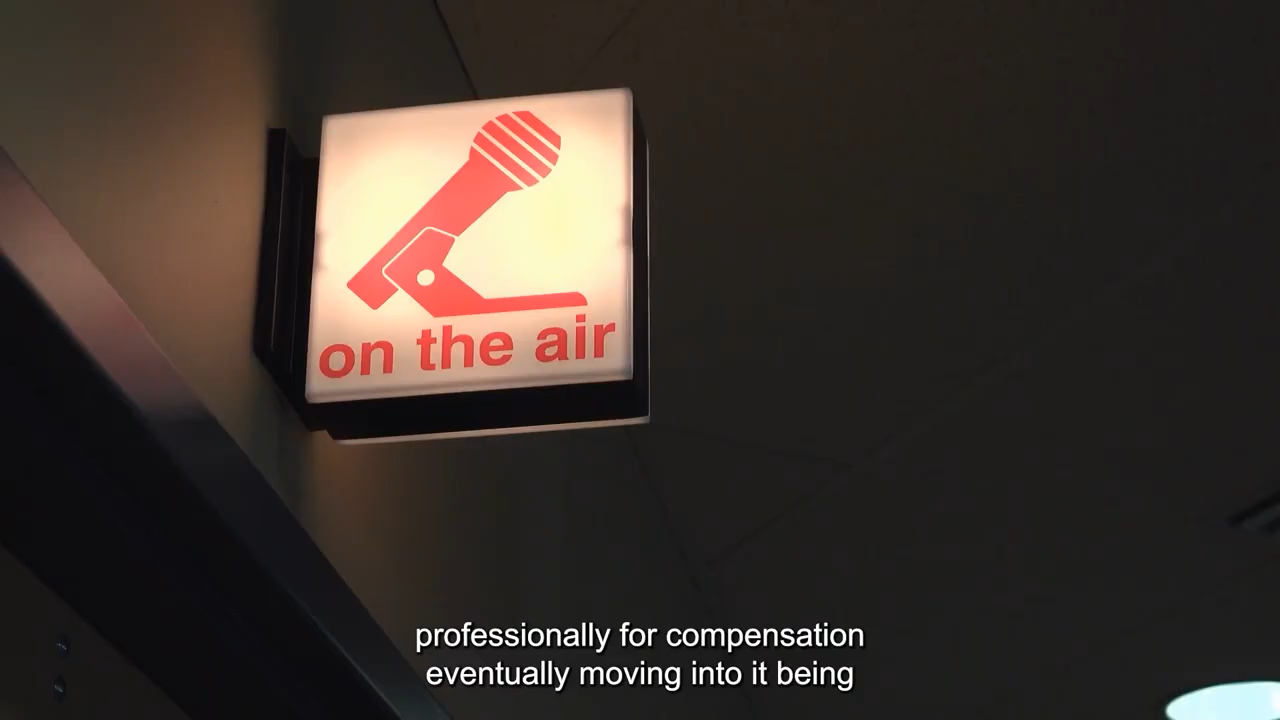 on the air
professionally for compensation
eventually moving into it being